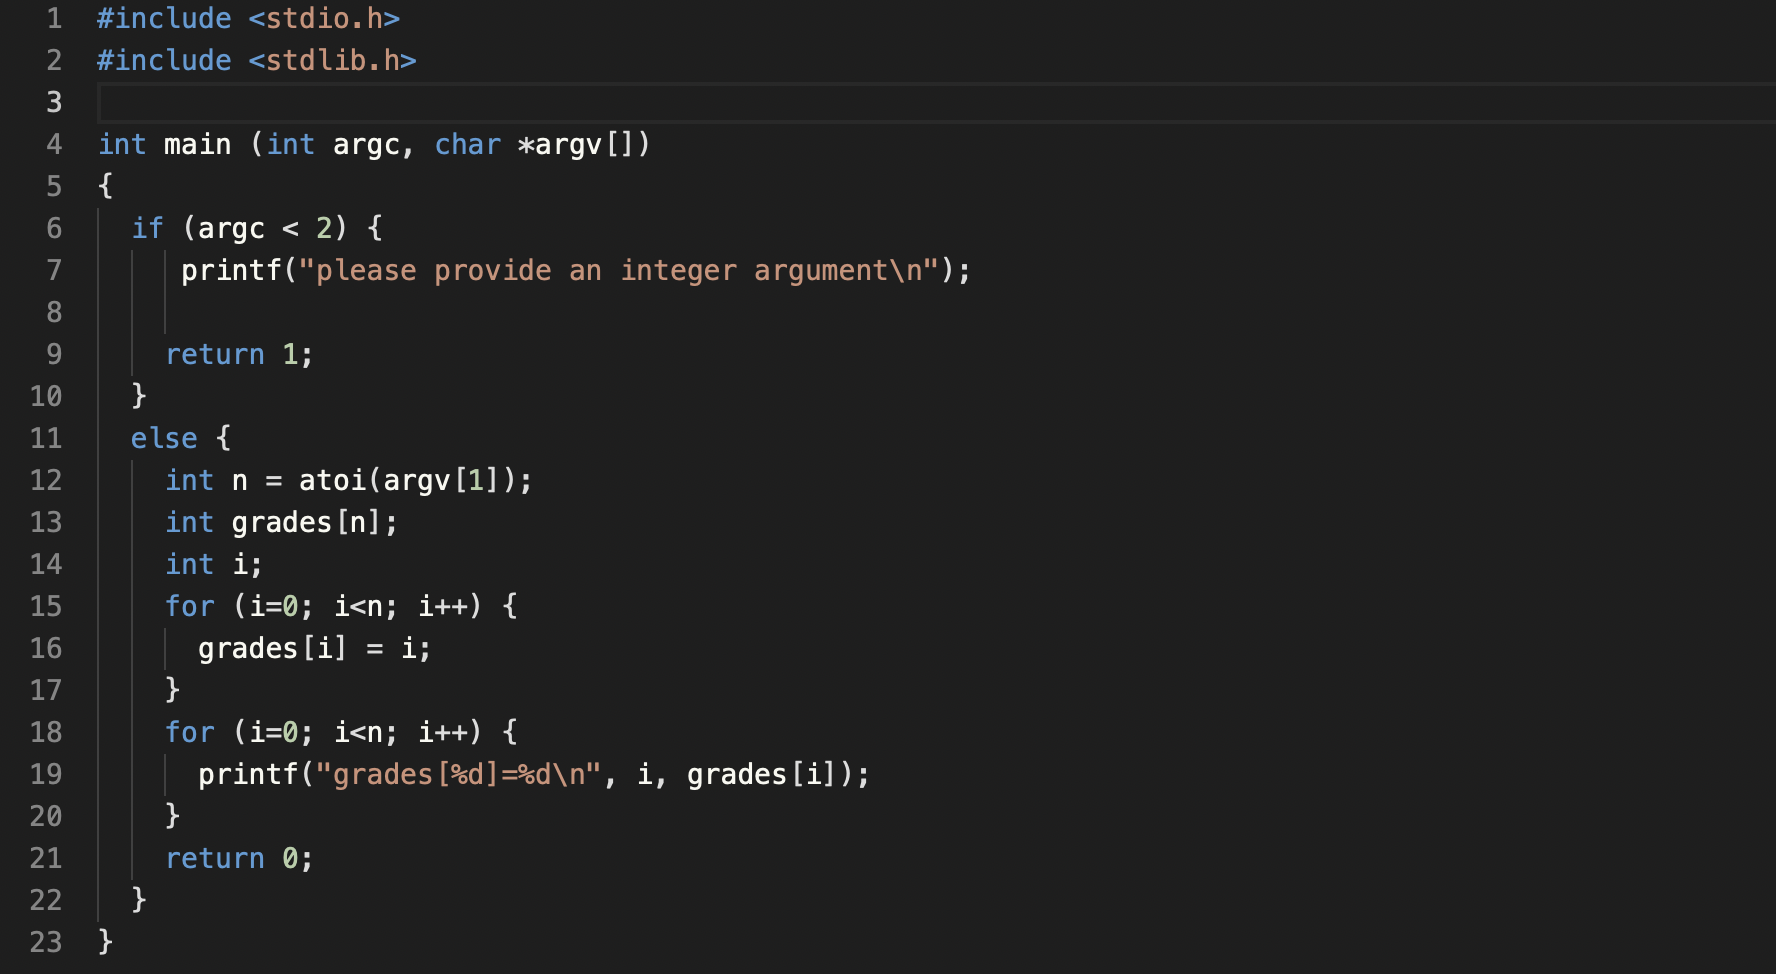 1 #include <stdio.h>
2 #include <stdlib.h>
3
4 int main (int argc, char *argv[])
5 {
6   if (argc < 2) {
7      printf("please provide an integer argument\n");
8
9     return 1;
10   }
11   else {
12     int n = atoi(argv[1]);
13     int grades[n];
14     int i;
15     for (i=0; i<n; i++) {
16       grades[i] = i;
17     }
18     for (i=0; i<n; i++) {
19       printf("grades[%d]=%d\n", i, grades[i]);
20     }
21     return 0;
22   }
23 }